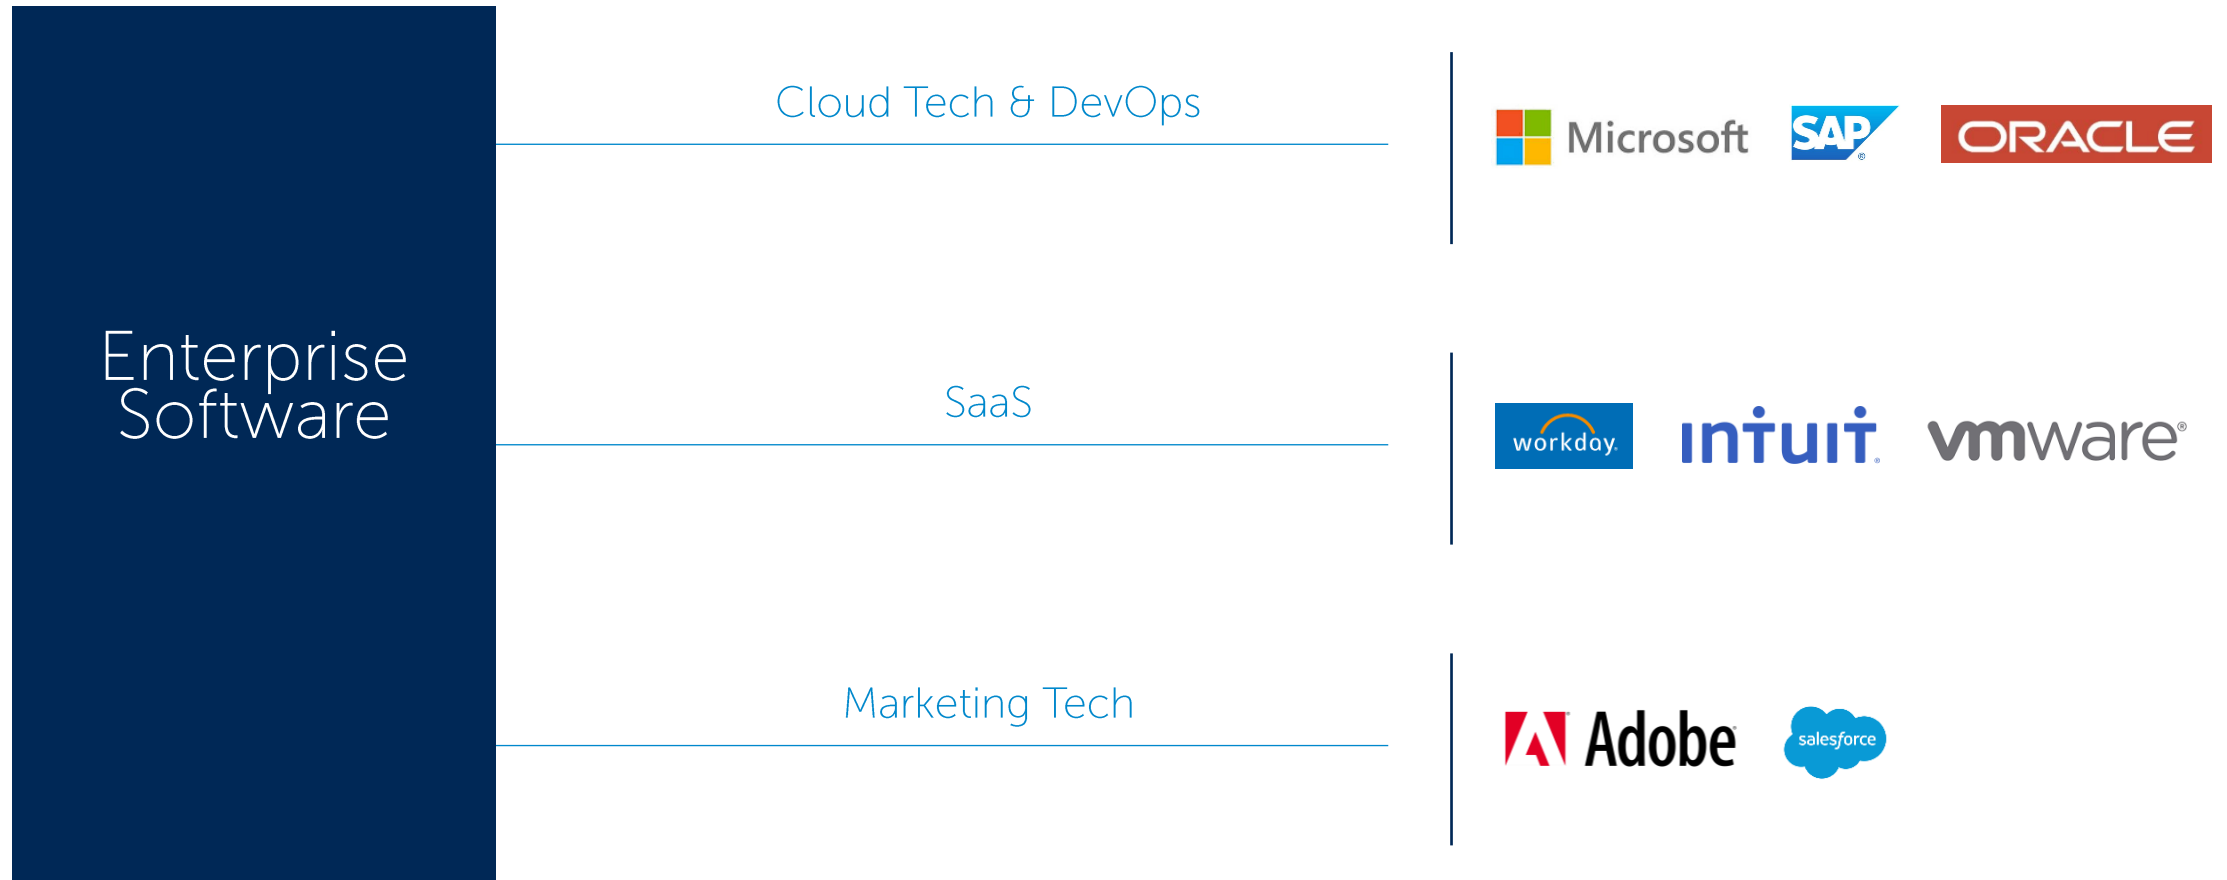 Enterprise
Software
Cloud Tech & DevOps
Microsoft SAP® ORACLE
SaaS
workday. intuit® vmware®
Marketing Tech
Adobe salesforce